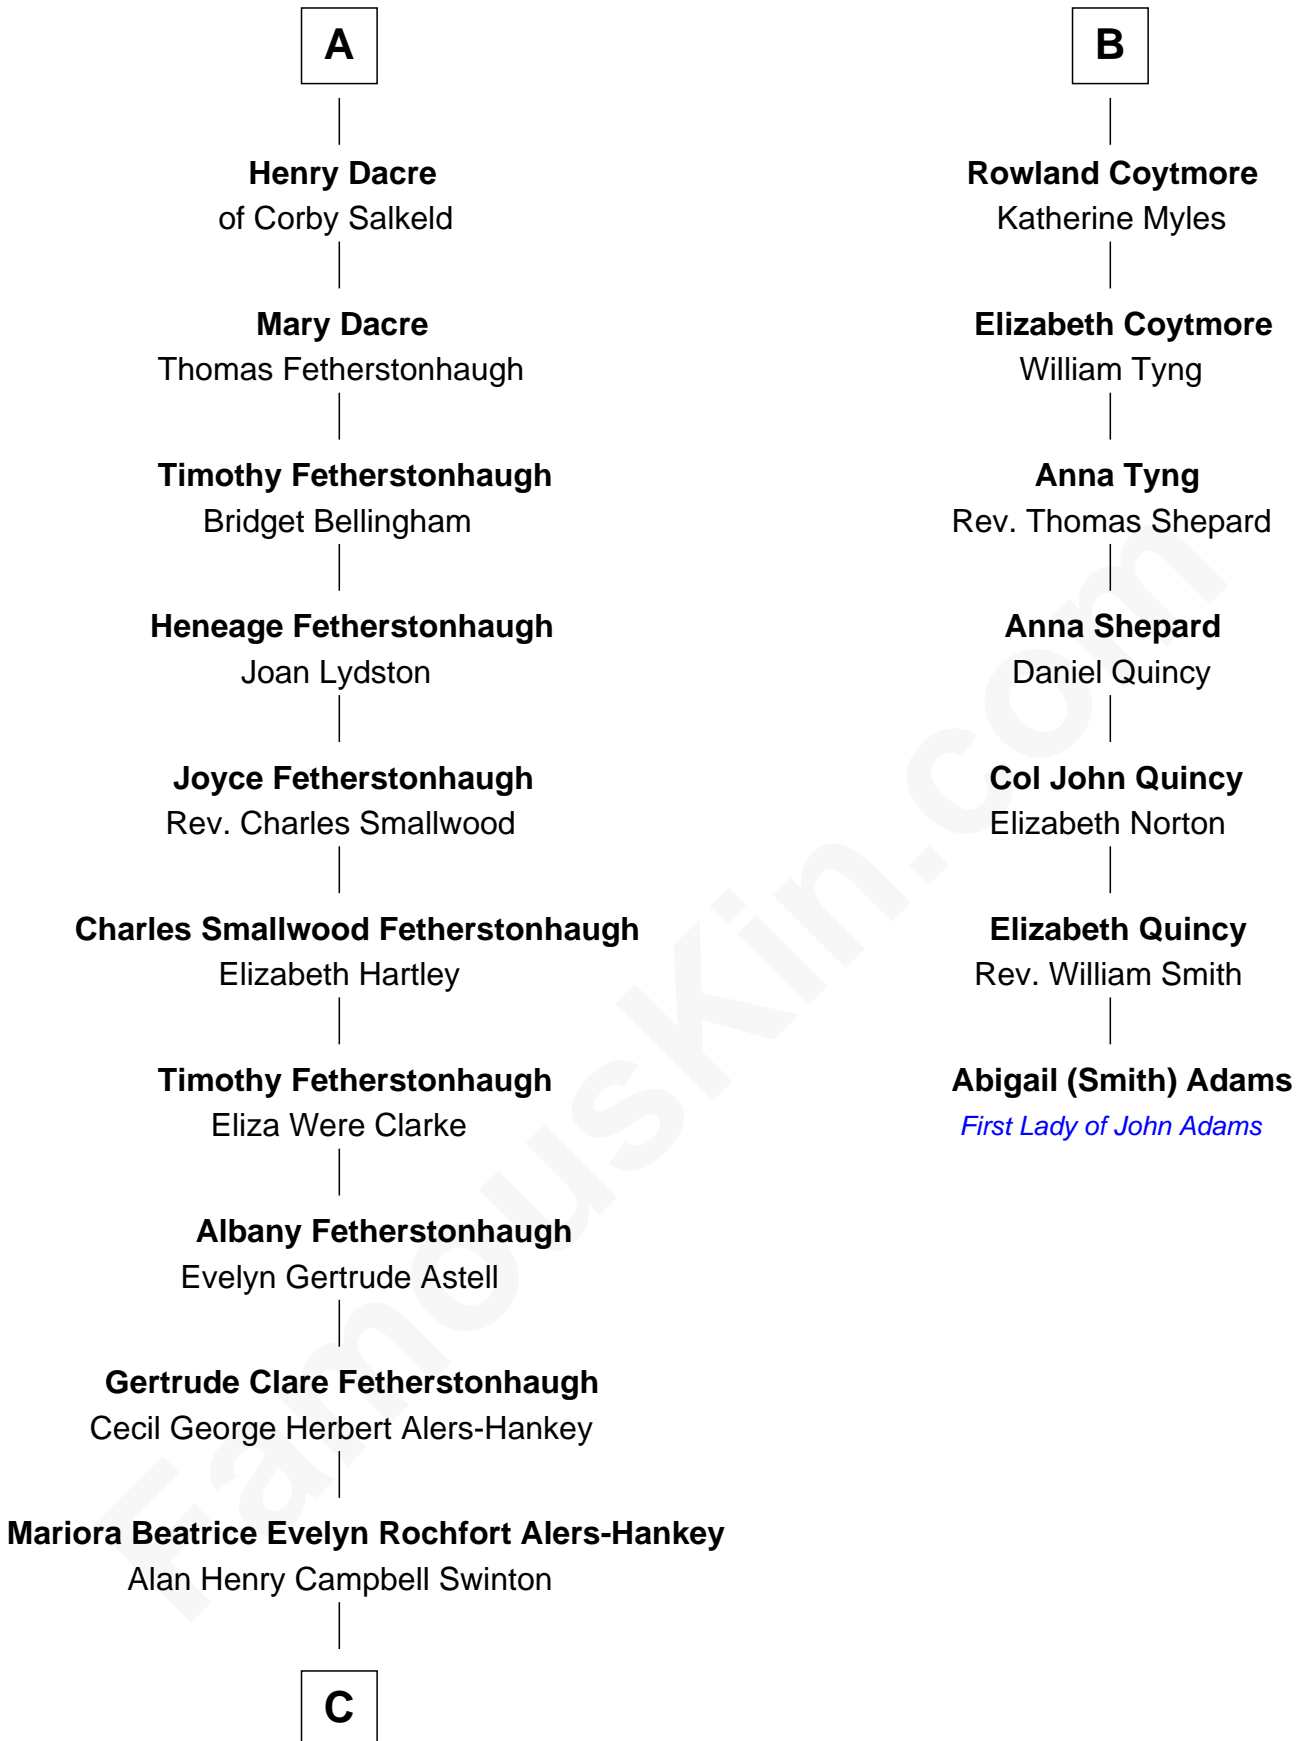 A
Henry Dacre
of Corby Salkeld
Mary Dacre
Thomas Fetherstonhaugh
Timothy Fetherstonhaugh
Bridget Bellingham
Heneage Fetherstonhaugh
Joan Lydston
Joyce Fetherstonhaugh
Rev. Charles Smallwood
Charles Smallwood Fetherstonhaugh
Elizabeth Hartley
Timothy Fetherstonhaugh
Eliza Were Clarke
Albany Fetherstonhaugh
Evelyn Gertrude Astell
Gertrude Clare Fetherstonhaugh
Cecil George Herbert Alers-Hankey
Mariora Beatrice Evelyn Rochfort Alers-Hankey
Alan Henry Campbell Swinton
C
B
Rowland Coytmore
Katherine Myles
Elizabeth Coytmore
William Tyng
Anna Tyng
Rev. Thomas Shepard
Anna Shepard
Daniel Quincy
Col John Quincy
Elizabeth Norton
Elizabeth Quincy
Rev. William Smith
Abigail (Smith) Adams
First Lady of John Adams
FamousKin.com